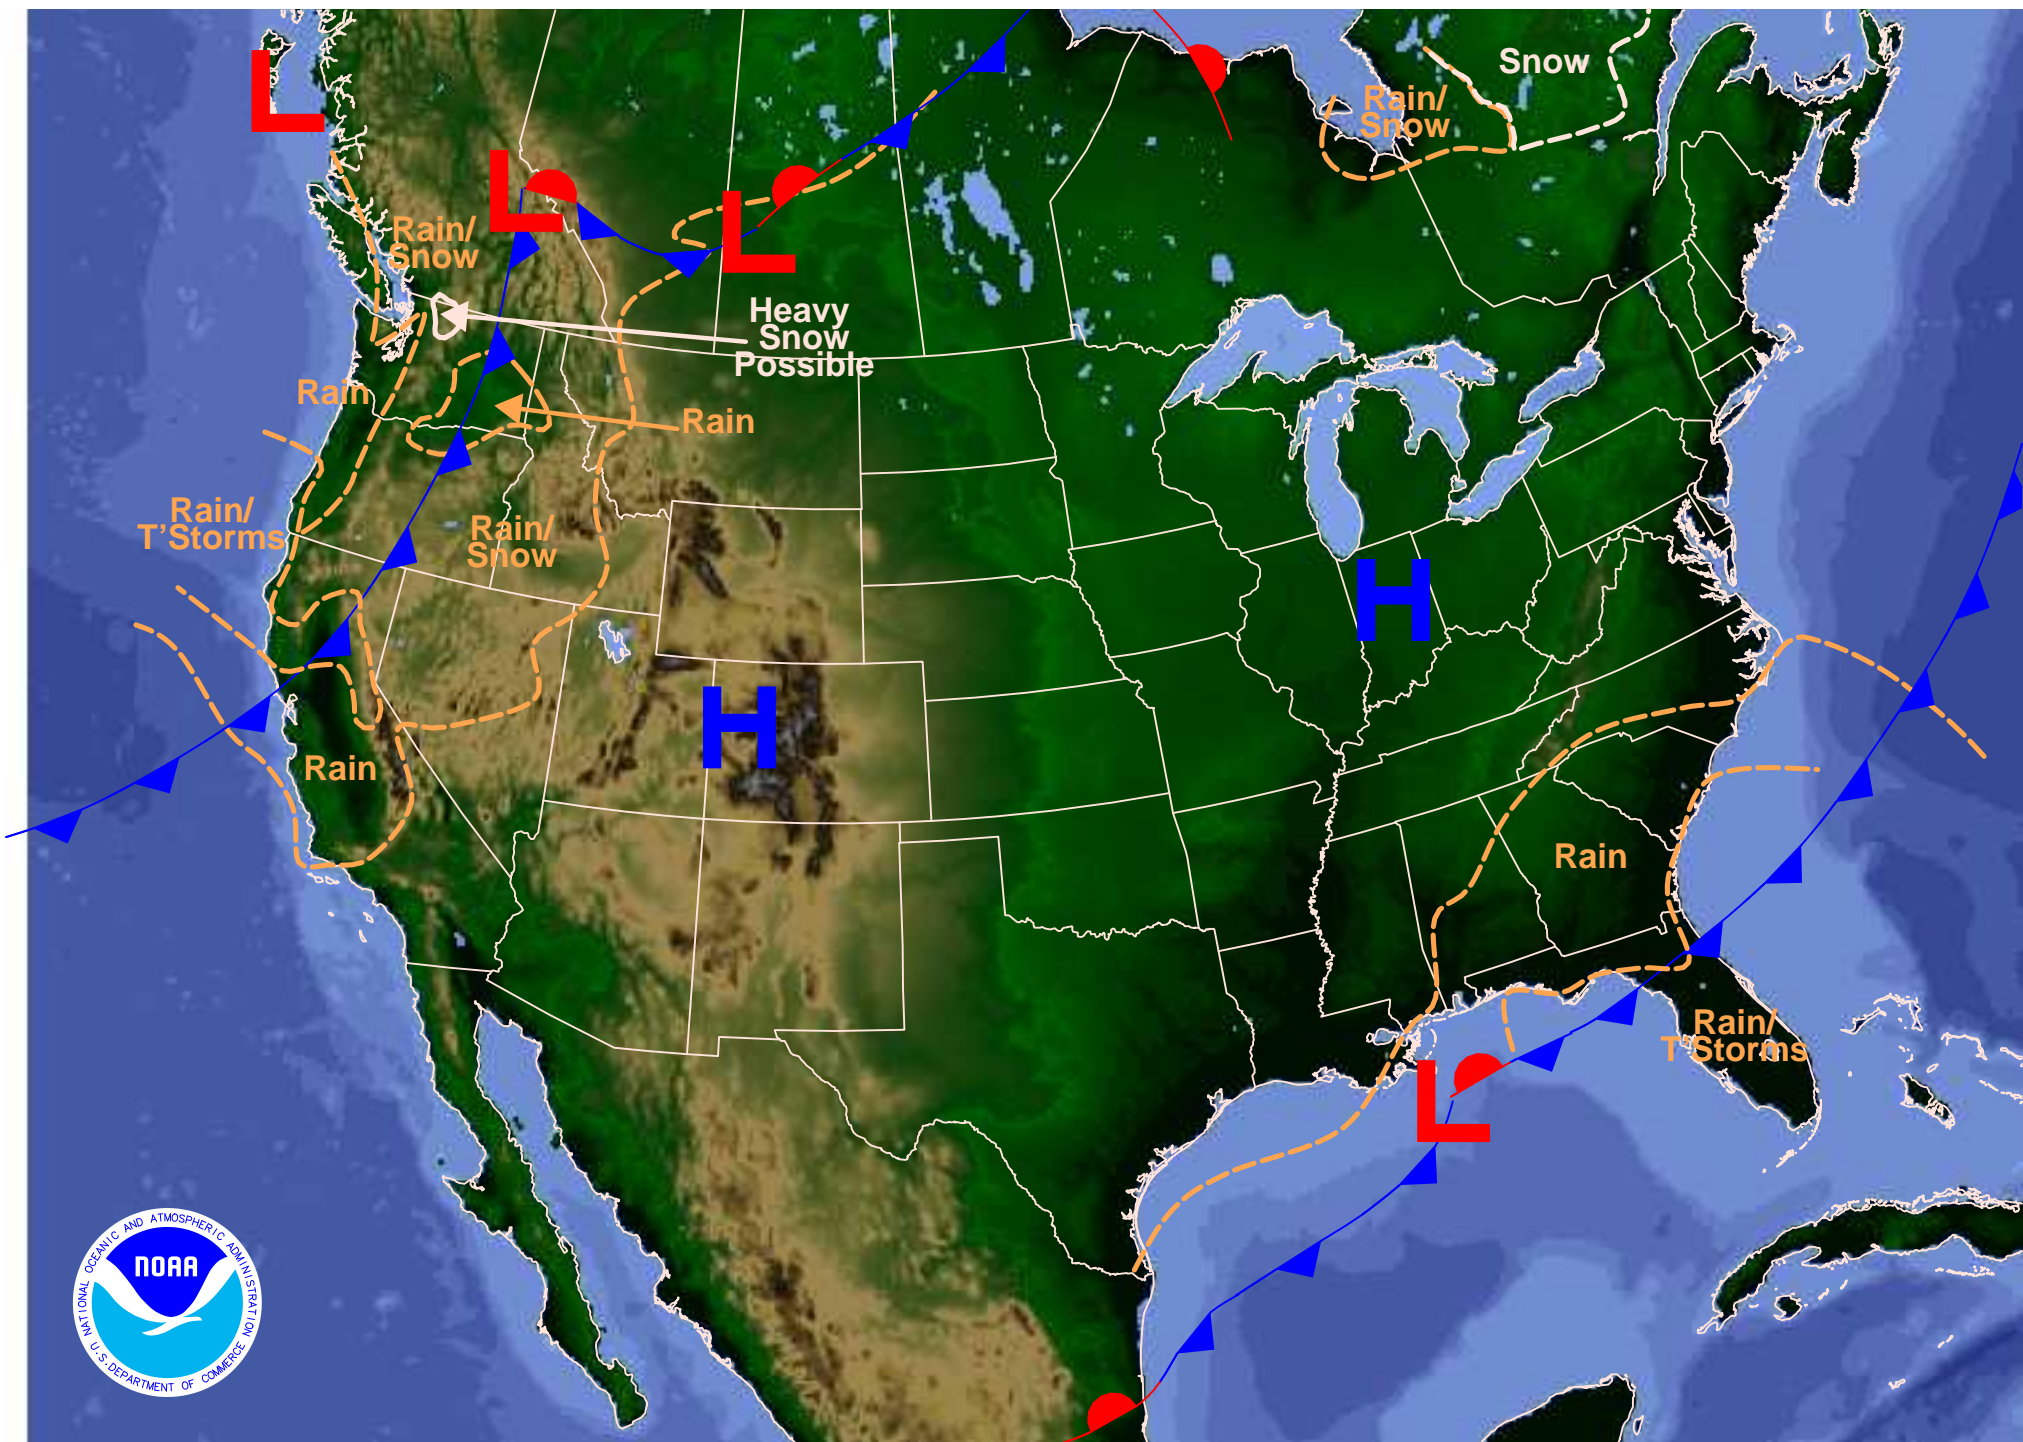 Snow
L
Rain/
Snow
L
L
Rain/
Snow
Heavy
Snow
Possible
Rain
Rain
Rain/
T'Storms
Rain/
Snow
H
H
Rain
Rain
Rain/
T'Storms
L
NATIONAL OCEANIC AND ATMOSPHERIC ADMINISTRATION
NOAA
U.S. DEPARTMENT OF COMMERCE